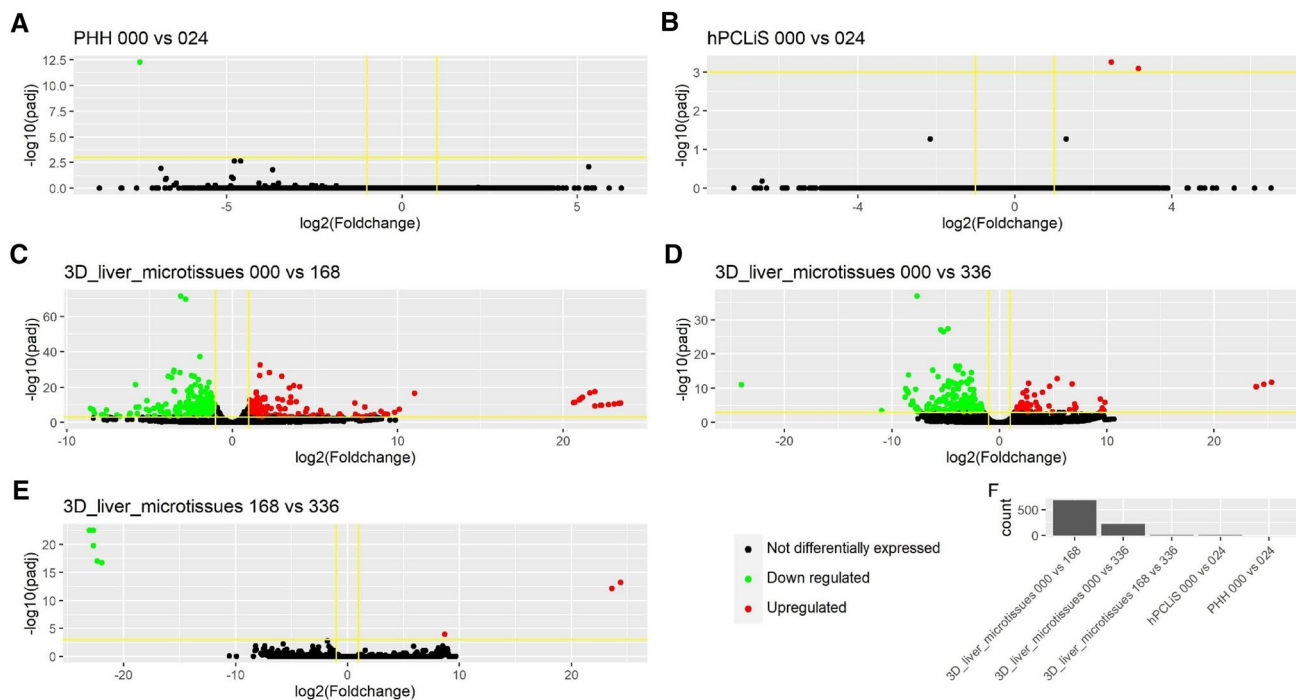 A
PHH 000 vs 024
12.5
10.0
7.5
5.0
2.5
0.0
-log10(padj)
-5
0
5
log2(Foldchange)
B
hPCLiS 000 vs 024
3
2
1
0
-log10(padj)
-4
0
4
log2(Foldchange)
C
3D_liver_microtissues 000 vs 168
60
40
20
0
-log10(padj)
-10
0
10
20
log2(Foldchange)
D
3D_liver_microtissues 000 vs 336
30
20
10
0
-log10(padj)
-20
-10
0
10
20
log2(Foldchange)
E
3D_liver_microtissues 168 vs 336
20
15
10
5
0
-log10(padj)
-20
-10
0
10
20
log2(Foldchange)
Not differentially expressed
Down regulated
Upregulated
F
count
500
0
3D_liver_microtissues 000 vs 168
3D_liver_microtissues 000 vs 336
3D_liver_microtissues 168 vs 336
hPCLiS 000 vs 024
PHH 000 vs 024